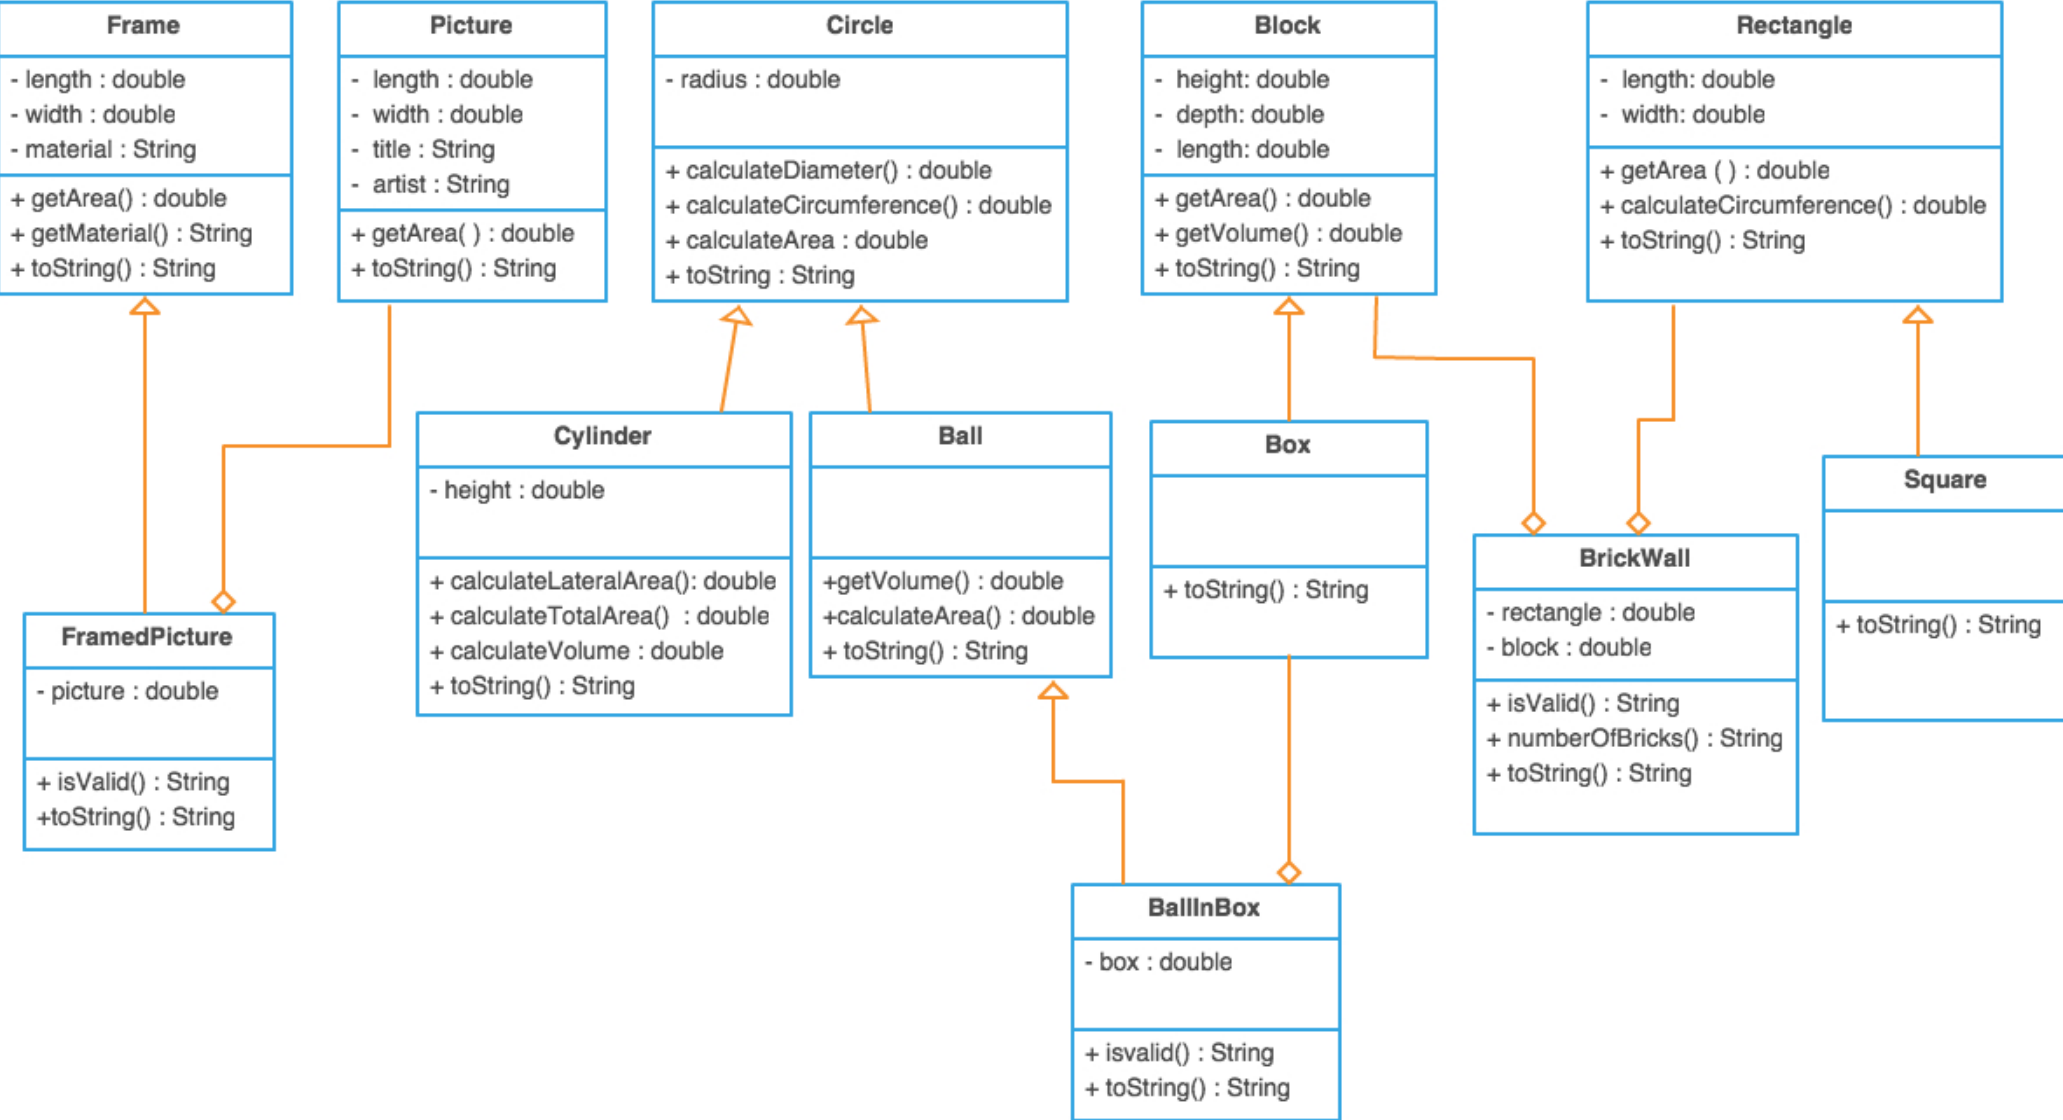 Frame
- length : double
- width : double
- material : String
+ getArea() : double
+ getMaterial() : String
+ toString() : String
Picture
- length : double
- width : double
- title : String
- artist : String
+ getArea( ) : double
+ toString() : String
Circle
- radius : double
+ calculateDiameter() : double
+ calculateCircumference() : double
+ calculateArea : double
+ toString : String
Block
- height: double
- depth: double
- length: double
+ getArea() : double
+ getVolume() : double
+ toString() : String
Rectangle
- length: double
- width: double
+ getArea ( ) : double
+ calculateCircumference() : double
+ toString() : String
Cylinder
- height : double
+ calculateLateralArea(): double
+ calculateTotalArea() : double
+ calculateVolume : double
+ toString() : String
Ball
+getVolume() : double
+calculateArea() : double
+ toString() : String
Box
+ toString() : String
Square
+ toString() : String
BrickWall
- rectangle : double
- block : double
+ isValid() : String
+ numberOfBricks() : String
+ toString() : String
FramedPicture
- picture : double
+ isValid() : String
+toString() : String
BallInBox
- box : double
+ isvalid() : String
+ toString() : String